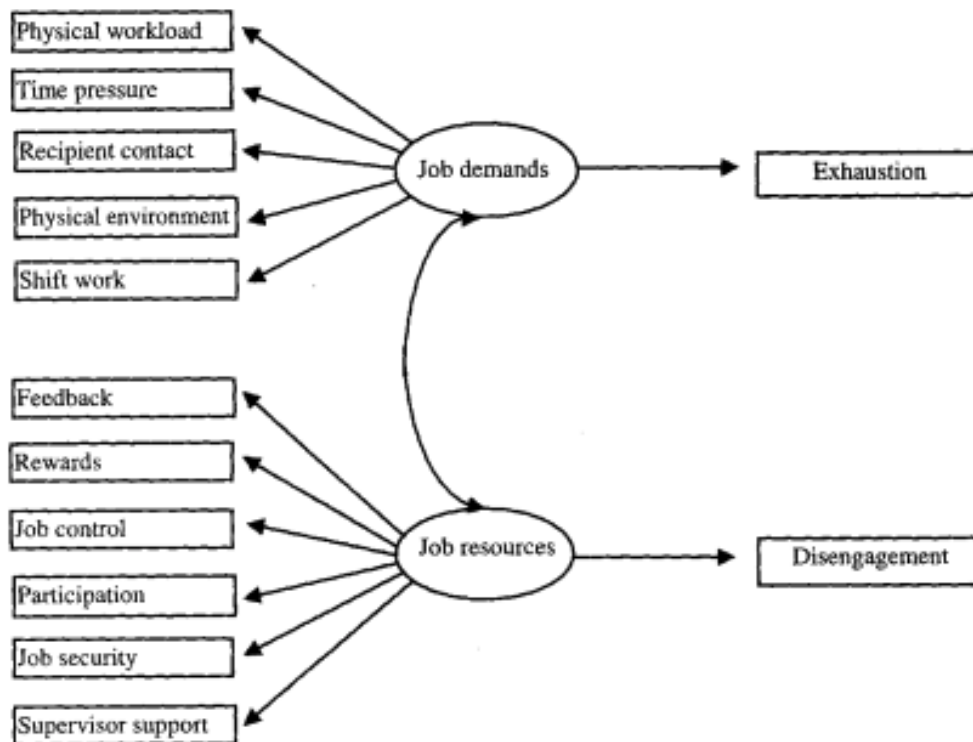 Physical workload
Time pressure
Recipient contact
Physical environment
Shift work
Job demands
Exhaustion
Feedback
Rewards
Job control
Participation
Job security
Supervisor support
Job resources
Disengagement